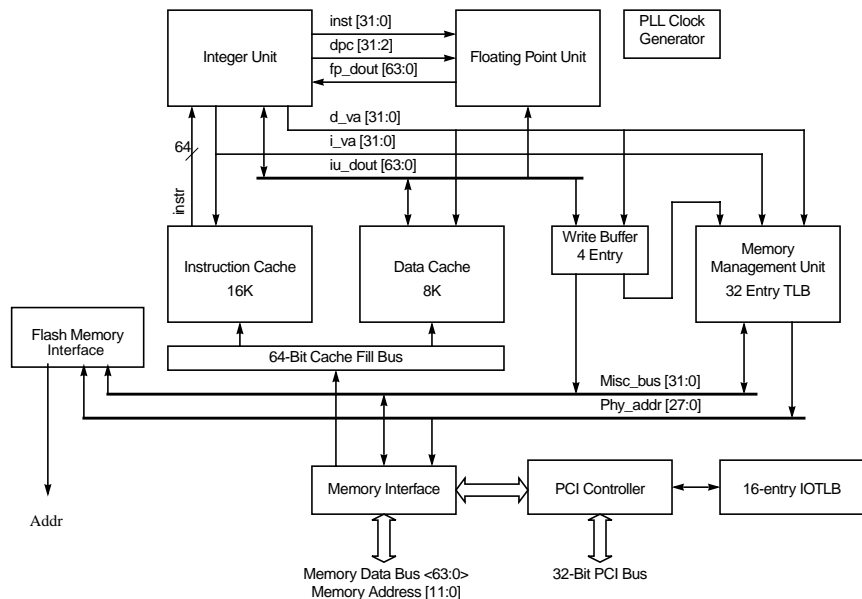 inst [31:0]
dpc [31:2]
fp_dout [63:0]
Integer Unit
Floating Point Unit
PLL Clock
Generator
d_va [31:0]
i_va [31:0]
iu_dout [63:0]
64
instr
Instruction Cache
16K
Data Cache
8K
Write Buffer
4 Entry
Memory
Management Unit
32 Entry TLB
Flash Memory
Interface
64-Bit Cache Fill Bus
Misc_bus [31:0]
Phy_addr [27:0]
Memory Interface
PCI Controller
16-entry IOTLB
Addr
Memory Data Bus <63:0>
Memory Address [11:0]
32-Bit PCI Bus